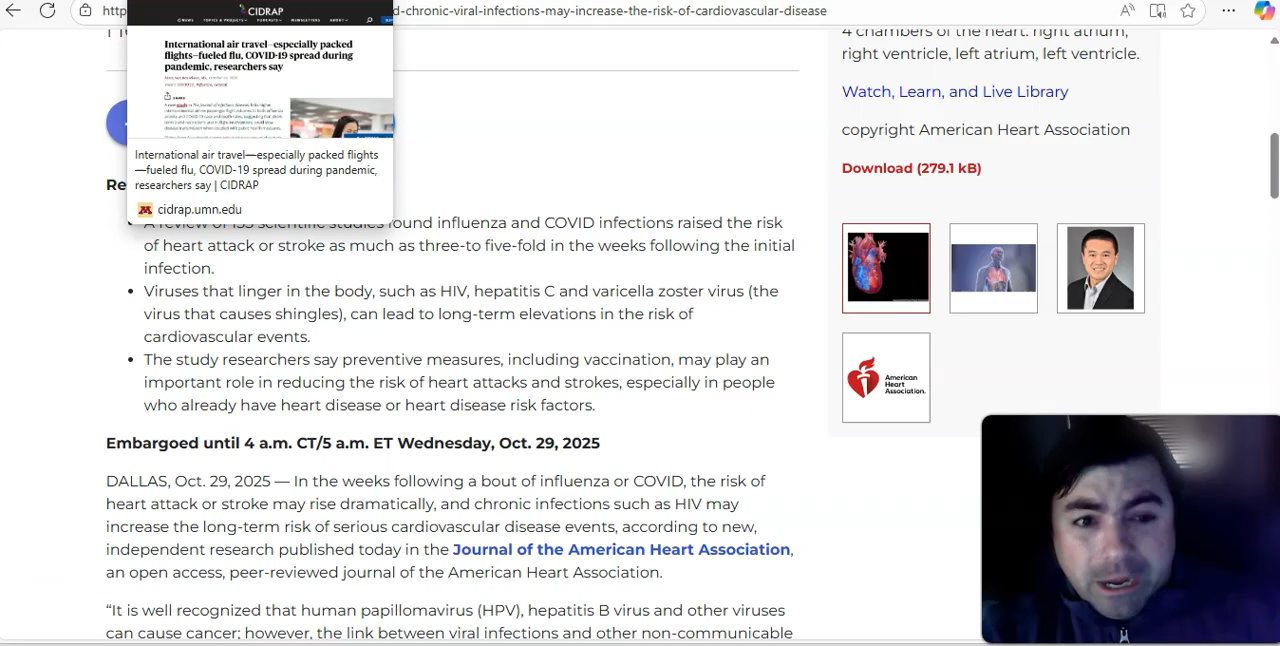 d-chronic-viral-infections-may-increase-the-risk-of-cardiovascular-disease
CIDRAP
NEWS TOPICS & PROJECTS PODCASTS NEWSLETTERS ABOUT
International air travel—especially packed
flights—fueled flu, COVID-19 spread during
pandemic, researchers say
International air travel—especially packed flights
—fueled flu, COVID-19 spread during pandemic,
researchers say | CIDRAP
cidrap.umn.edu
Re
A review of 155 scientific studies found influenza and COVID infections raised the risk
of heart attack or stroke as much as three-to five-fold in the weeks following the initial
infection.
Viruses that linger in the body, such as HIV, hepatitis C and varicella zoster virus (the
virus that causes shingles), can lead to long-term elevations in the risk of
cardiovascular events.
The study researchers say preventive measures, including vaccination, may play an
important role in reducing the risk of heart attacks and strokes, especially in people
who already have heart disease or heart disease risk factors.
Embargoed until 4 a.m. CT/5 a.m. ET Wednesday, Oct. 29, 2025
DALLAS, Oct. 29, 2025 — In the weeks following a bout of influenza or COVID, the risk of
heart attack or stroke may rise dramatically, and chronic infections such as HIV may
increase the long-term risk of serious cardiovascular disease events, according to new,
independent research published today in the Journal of the American Heart Association,
an open access, peer-reviewed journal of the American Heart Association.
“It is well recognized that human papillomavirus (HPV), hepatitis B virus and other viruses
can cause cancer; however, the link between viral infections and other non-communicable
4 chambers of the heart: right atrium,
right ventricle, left atrium, left ventricle.
Watch, Learn, and Live Library
copyright American Heart Association
Download (279.1 kB)
American
Heart
Association.